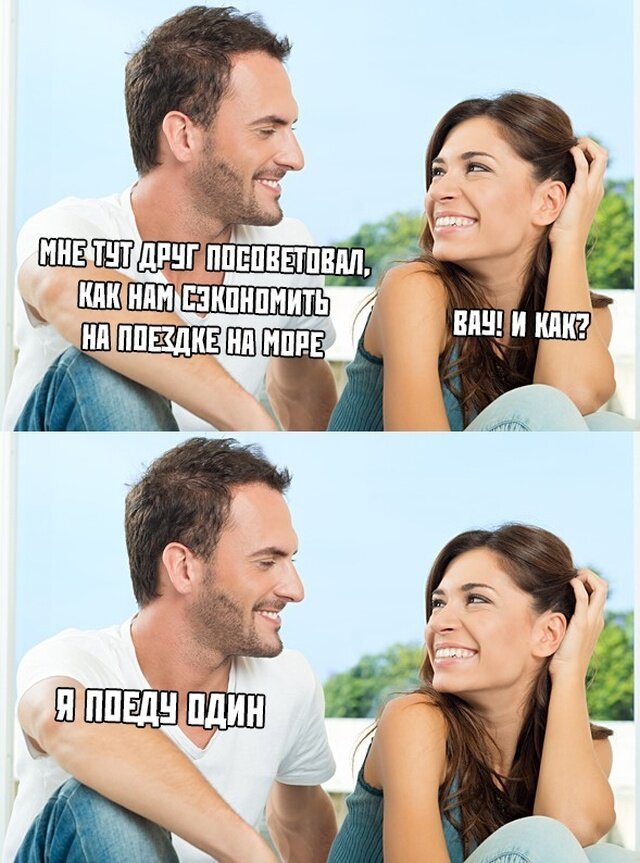 МНЕ ТУТ ДРУГ ПОСОВЕТОВАЛ,
КАК НАМ СЭКОНОМИТЬ
НА ПОЕЗДКЕ НА МОРЕ
ВАУ! И КАК?
Я ПОЕДУ ОДИН